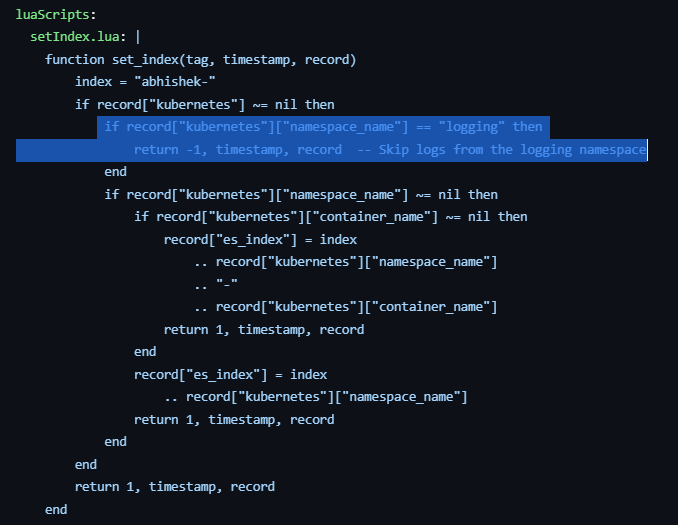 luaScripts:
  setIndex.lua: |
    function set_index(tag, timestamp, record)
        index = "abhishek-"
        if record["kubernetes"] ~= nil then
            if record["kubernetes"]["namespace_name"] == "logging" then
                return -1, timestamp, record  -- Skip logs from the logging namespace
            end
            if record["kubernetes"]["namespace_name"] ~= nil then
                if record["kubernetes"]["container_name"] ~= nil then
                    record["es_index"] = index
                        .. record["kubernetes"]["namespace_name"]
                        .. "-"
                        .. record["kubernetes"]["container_name"]
                    return 1, timestamp, record
                end
                record["es_index"] = index
                    .. record["kubernetes"]["namespace_name"]
                return 1, timestamp, record
            end
        end
        return 1, timestamp, record
    end